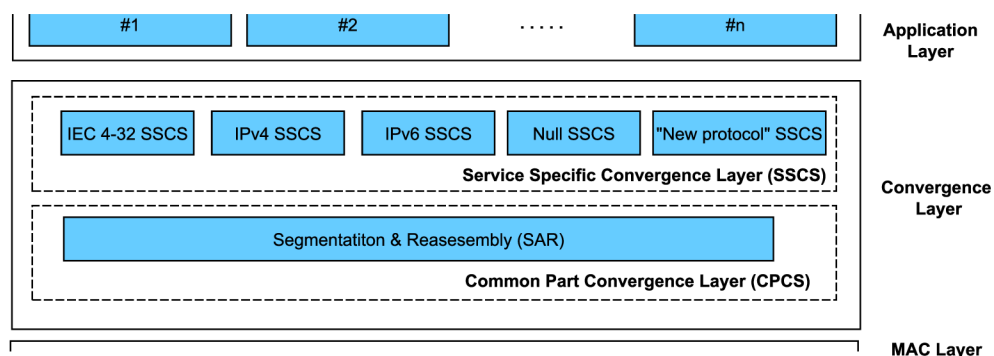 #1
#2
.....
#n
Application
Layer
IEC 4-32 SSCS
IPv4 SSCS
IPv6 SSCS
Null SSCS
"New protocol" SSCS
Service Specific Convergence Layer (SSCS)
Convergence
Layer
Segmentatiton & Reasesembly (SAR)
Common Part Convergence Layer (CPCS)
MAC Layer